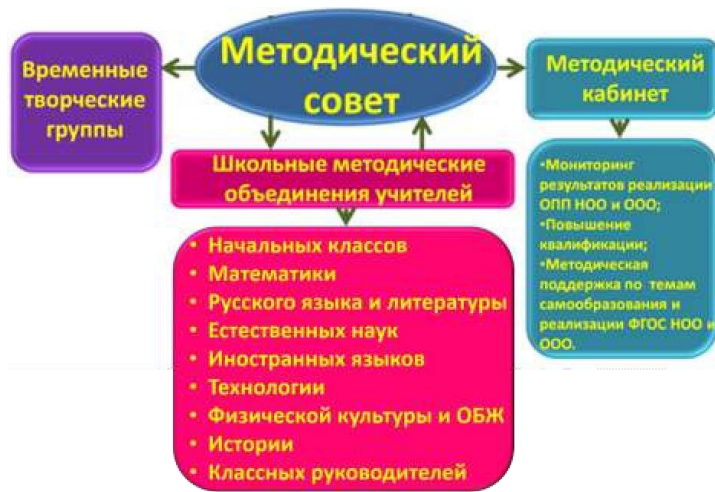 Методический
совет
Временные
творческие
группы
Методический
кабинет
Школьные методические
объединения учителей
•Мониторинг
результатов реализации
ОПП НОО и ООО;
•Повышение
квалификации;
•Методическая
поддержка по темам
самообразования и
реализации ФГОС НОО и
ООО.
• Начальных классов
• Математики
• Русского языка и литературы
• Естественных наук
• Иностранных языков
• Технологии
• Физической культуры и ОБЖ
• Истории
• Классных руководителей